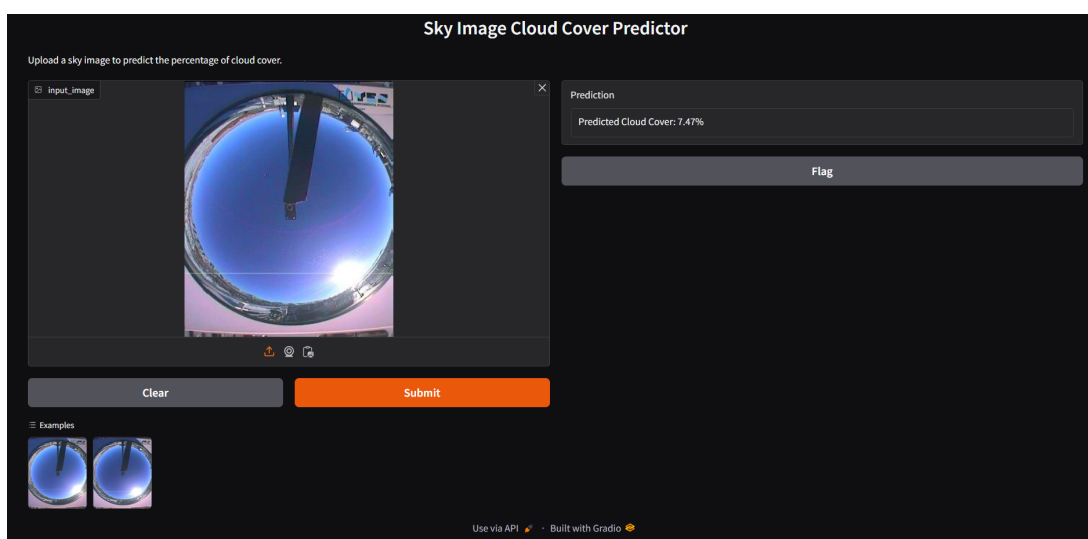 Sky Image Cloud Cover Predictor
Upload a sky image to predict the percentage of cloud cover.
input_image
Prediction
Predicted Cloud Cover: 7.47%
Flag
Clear
Submit
Examples
Use via API · Built with Gradio